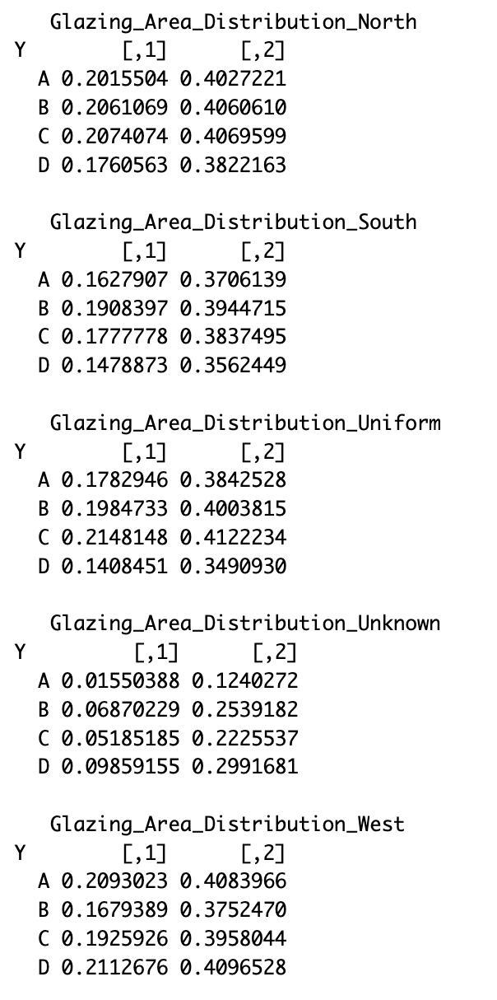 Glazing_Area_Distribution_North
Y [,1] [,2]
A 0.2015504 0.4027221
B 0.2061069 0.4060610
C 0.2074074 0.4069599
D 0.1760563 0.3822163
Glazing_Area_Distribution_South
Y [,1] [,2]
A 0.1627907 0.3706139
B 0.1908397 0.3944715
C 0.1777778 0.3837495
D 0.1478873 0.3562449
Glazing_Area_Distribution_Uniform
Y [,1] [,2]
A 0.1782946 0.3842528
B 0.1984733 0.4003815
C 0.2148148 0.4122234
D 0.1408451 0.3490930
Glazing_Area_Distribution_Unknown
Y [,1] [,2]
A 0.01550388 0.1240272
B 0.06870229 0.2539182
C 0.05185185 0.2225537
D 0.09859155 0.2991681
Glazing_Area_Distribution_West
Y [,1] [,2]
A 0.2093023 0.4083966
B 0.1679389 0.3752470
C 0.1925926 0.3958044
D 0.2112676 0.4096528